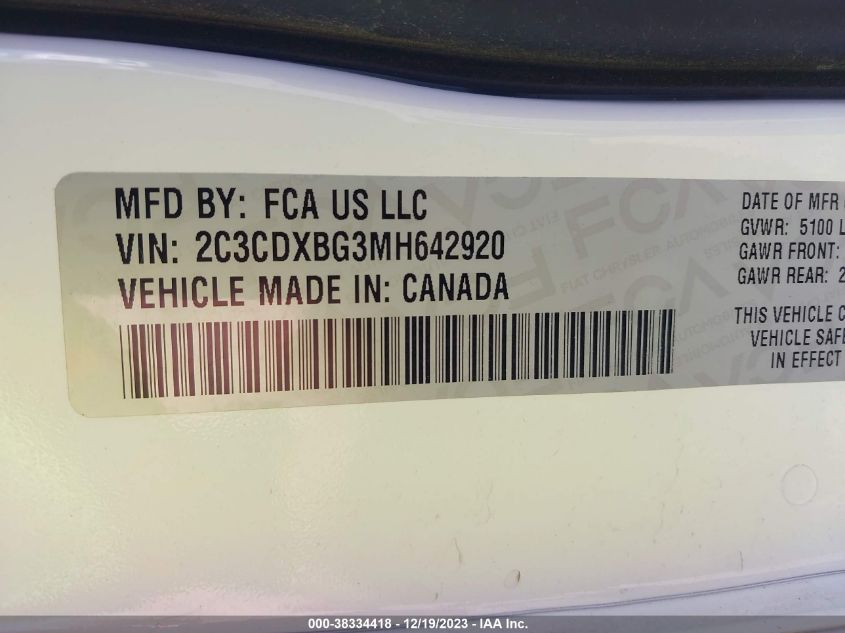 MFD BY: FCA US LLC
VIN: 2C3CDXBG3MH642920
VEHICLE MADE IN: CANADA
DATE OF MFR
GVWR: 5100 L
GAWR FRONT:
GAWR REAR: 2
THIS VEHICLE C
VEHICLE SAFE
IN EFFECT
000-38334418 - 12/19/2023 - IAA Inc.